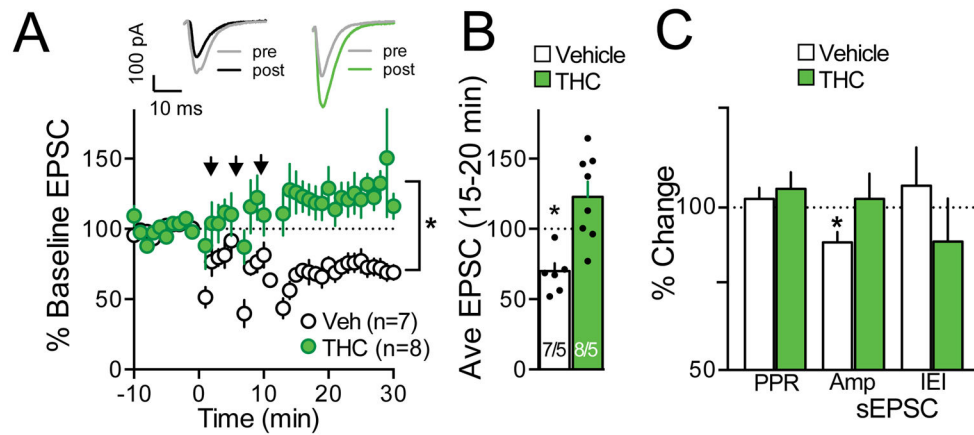 A
100 pA
10 ms
pre
post
pre
post
% Baseline EPSC
150
100
50
0
*
Veh (n=7)
THC (n=8)
-10
0
10
20
30
Time (min)
B
Vehicle
THC
Ave EPSC (15-20 min)
150
100
50
0
*
7/5
8/5
C
Vehicle
THC
% Change
100
50
*
PPR
Amp
IEI
sEPSC